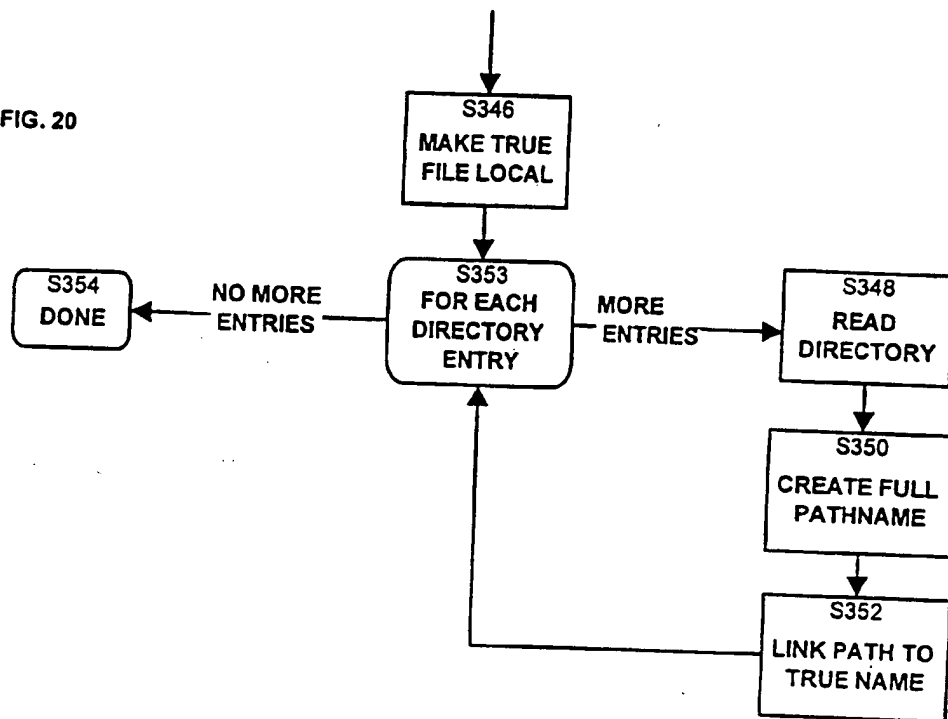 FIG. 20
S346
MAKE TRUE
FILE LOCAL
S353
FOR EACH
DIRECTORY
ENTRY
NO MORE
ENTRIES
S354
DONE
MORE
ENTRIES
S348
READ
DIRECTORY
S350
CREATE FULL
PATHNAME
S352
LINK PATH TO
TRUE NAME